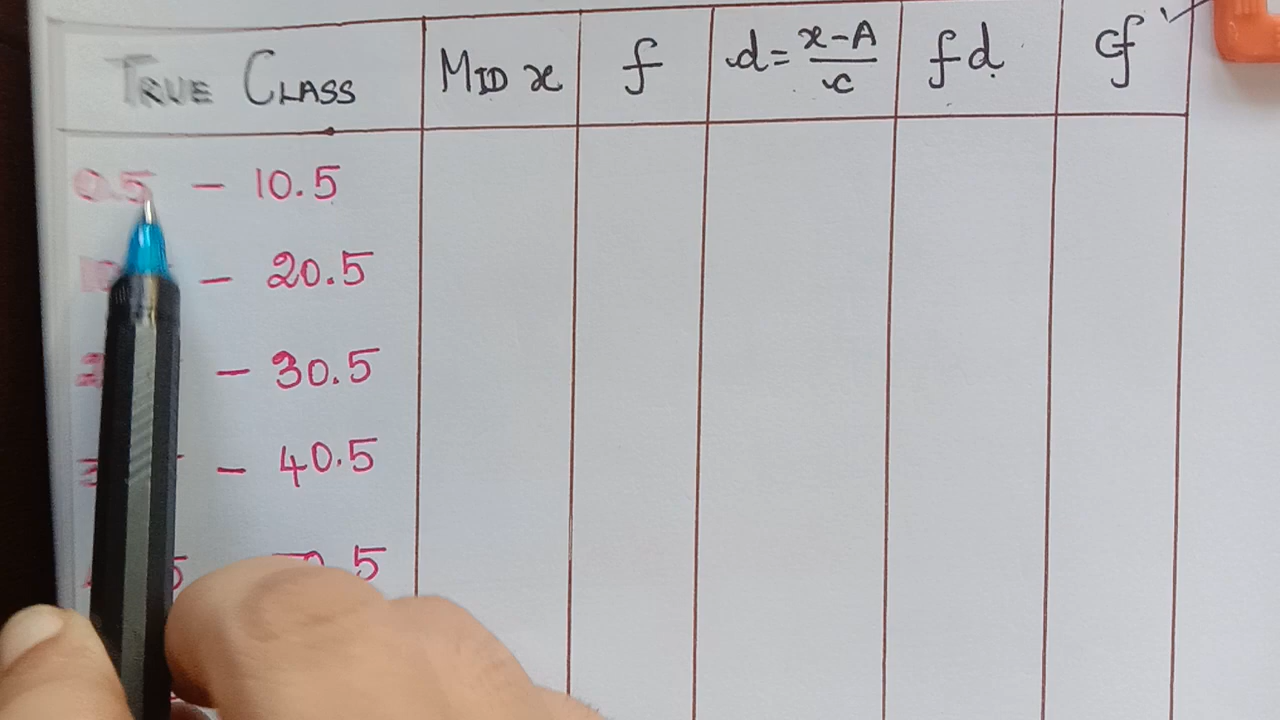 TRUE CLASS MID x f d = x-A/c fd cf
0.5 - 10.5
- 20.5
- 30.5
- 40.5